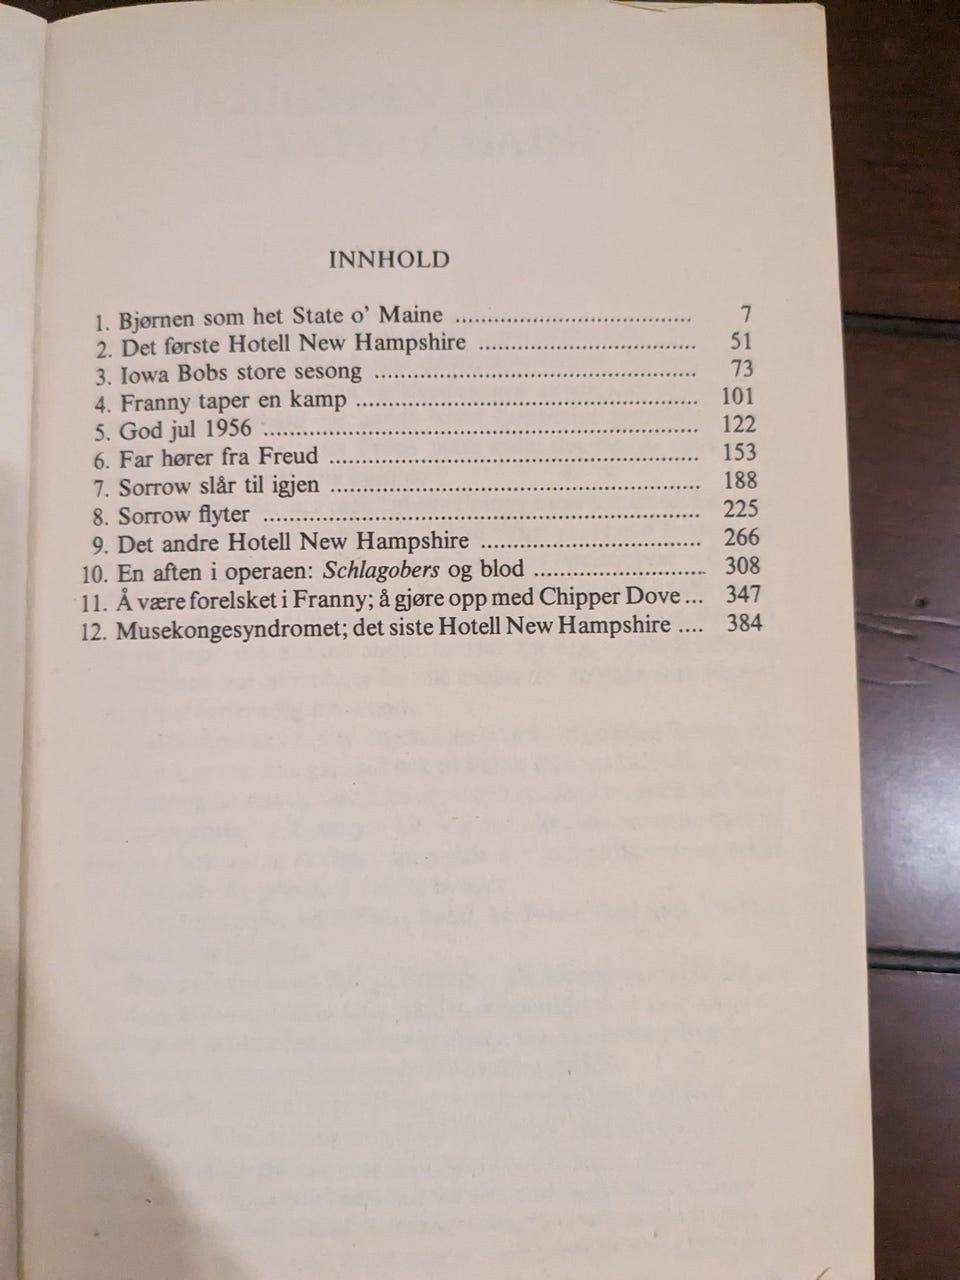 INNHOLD
1. Bjørnen som het State o' Maine ..................................... 7
2. Det første Hotell New Hampshire .................................. 51
3. Iowa Bobs store sesong .................................................. 73
4. Franny taper en kamp ..................................................... 101
5. God jul 1956 .................................................................... 122
6. Far hører fra Freud .......................................................... 153
7. Sorrow slår til igjen .......................................................... 188
8. Sorrow flyter .................................................................... 225
9. Det andre Hotell New Hampshire .................................. 266
10. En aften i operaen: Schlagobers og blod ........................... 308
11. Å være forelsket i Franny; å gjøre opp med Chipper Dove ... 347
12. Musekongesyndromet; det siste Hotell New Hampshire .... 384